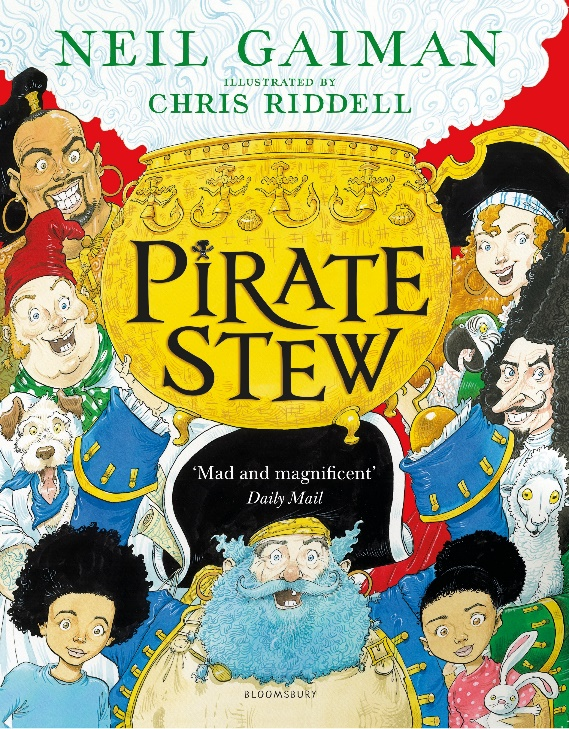 NEIL GAIMAN
ILLUSTRATED BY
CHRIS RIDDELL
PiRATE
STEW
‘Mad and magnificent’
Daily Mail
BLOOMSBURY